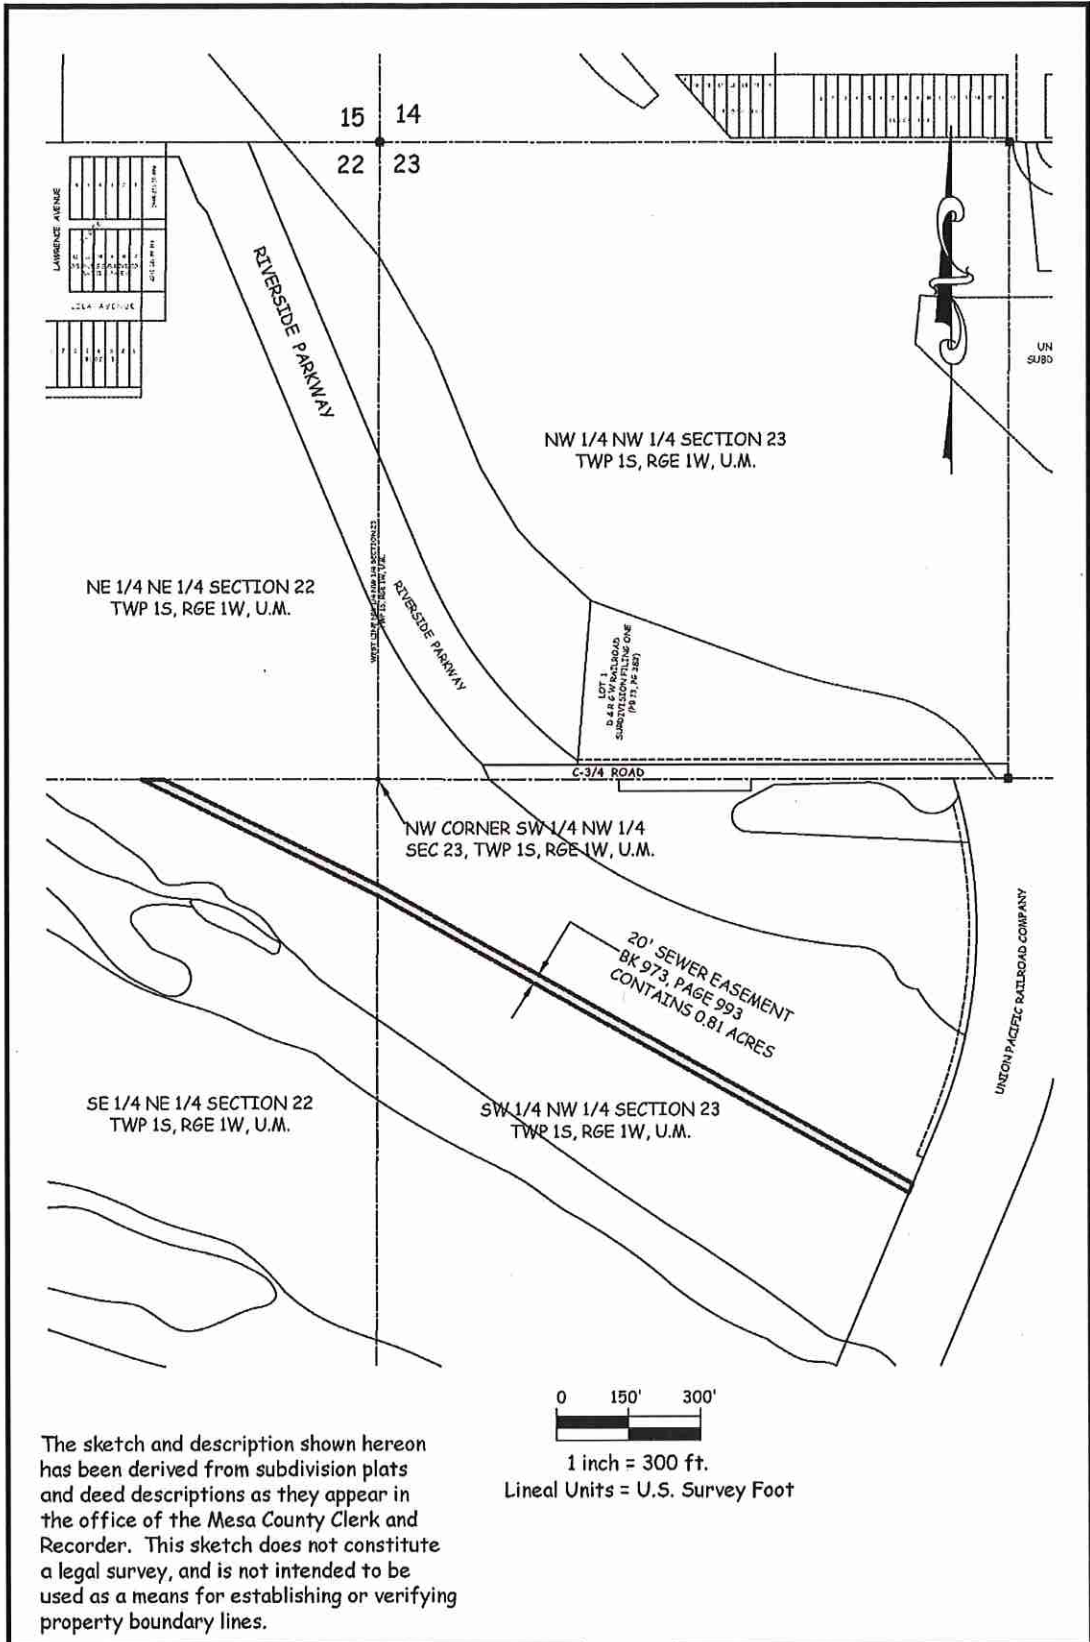 15 14
22 23
LAWRENCE AVENUE
RIVERSIDE PARKWAY
UN
SUBD
NW 1/4 NW 1/4 SECTION 23
TWP 1S, RGE 1W, U.M.
NE 1/4 NE 1/4 SECTION 22
TWP 1S, RGE 1W, U.M.
RIVERSIDE PARKWAY
LOT 1
D & R G W RAILROAD
SUBDIVISION FILING ONE
C-3/4 ROAD
NW CORNER SW 1/4 NW 1/4
SEC 23, TWP 1S, RGE 1W, U.M.
20' SEWER EASEMENT
BK 973, PAGE 993
CONTAINS 0.81 ACRES
UNION PACIFIC RAILROAD COMPANY
SE 1/4 NE 1/4 SECTION 22
TWP 1S, RGE 1W, U.M.
SW 1/4 NW 1/4 SECTION 23
TWP 1S, RGE 1W, U.M.
0 150' 300'
1 inch = 300 ft.
Lineal Units = U.S. Survey Foot
The sketch and description shown hereon
has been derived from subdivision plats
and deed descriptions as they appear in
the office of the Mesa County Clerk and
Recorder. This sketch does not constitute
a legal survey, and is not intended to be
used as a means for establishing or verifying
property boundary lines.